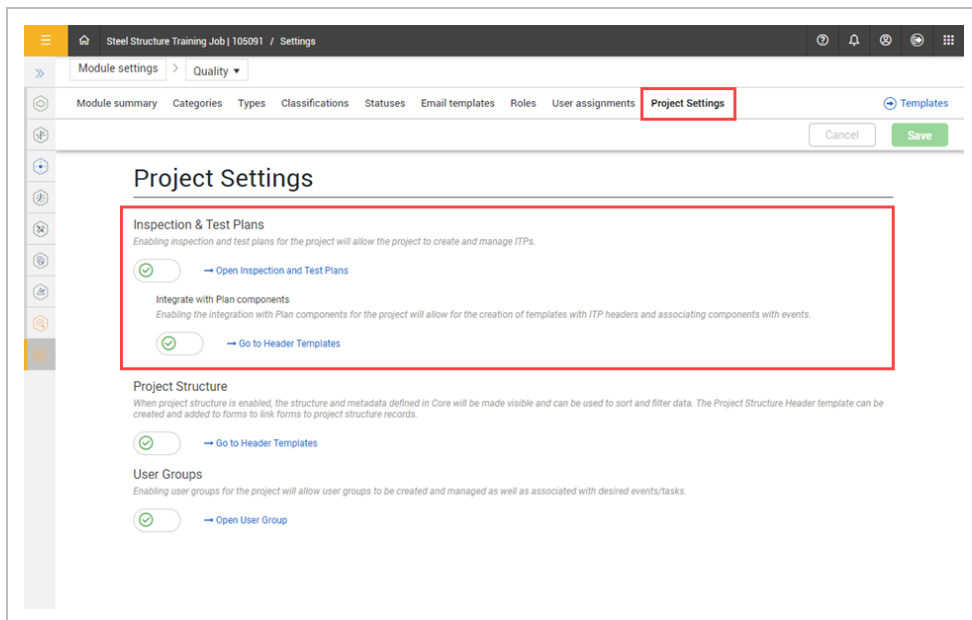 Steel Structure Training Job | 105091 / Settings
Module settings > Quality ▾
Module summary Categories Types Classifications Statuses Email templates Roles User assignments Project Settings Templates
Cancel Save
Project Settings
Inspection & Test Plans
Enabling inspection and test plans for the project will allow the project to create and manage ITPs.
→ Open Inspection and Test Plans
Integrate with Plan components
Enabling the integration with Plan components for the project will allow for the creation of templates with ITP headers and associating components with events.
→ Go to Header Templates
Project Structure
When project structure is enabled, the structure and metadata defined in Core will be made visible and can be used to sort and filter data. The Project Structure Header template can be
created and added to forms to link forms to project structure records.
→ Go to Header Templates
User Groups
Enabling user groups for the project will allow user groups to be created and managed as well as associated with desired events/tasks.
→ Open User Group